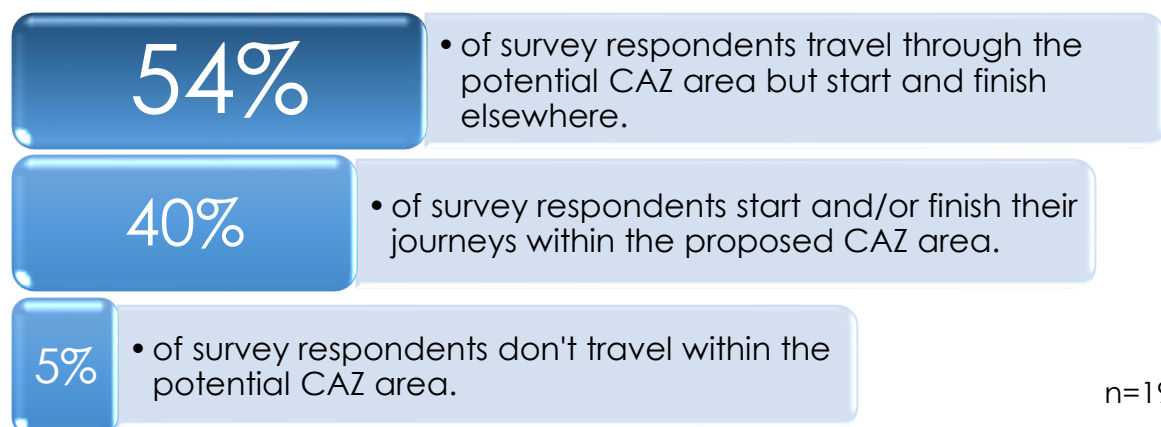 54%
• of survey respondents travel through the
potential CAZ area but start and finish
elsewhere.
40%
• of survey respondents start and/or finish their
journeys within the proposed CAZ area.
5%
• of survey respondents don't travel within the
potential CAZ area.